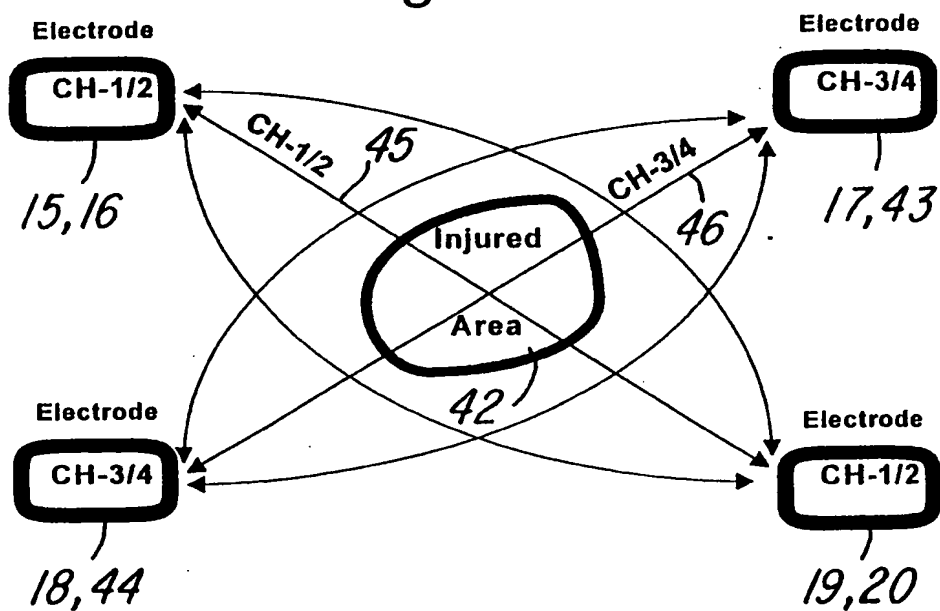 Electrode
CH-1/2
15,16
Electrode
CH-3/4
17,43
CH-1/2
45
CH-3/4
46
Injured
Area
42
Electrode
CH-3/4
18,44
Electrode
CH-1/2
19,20